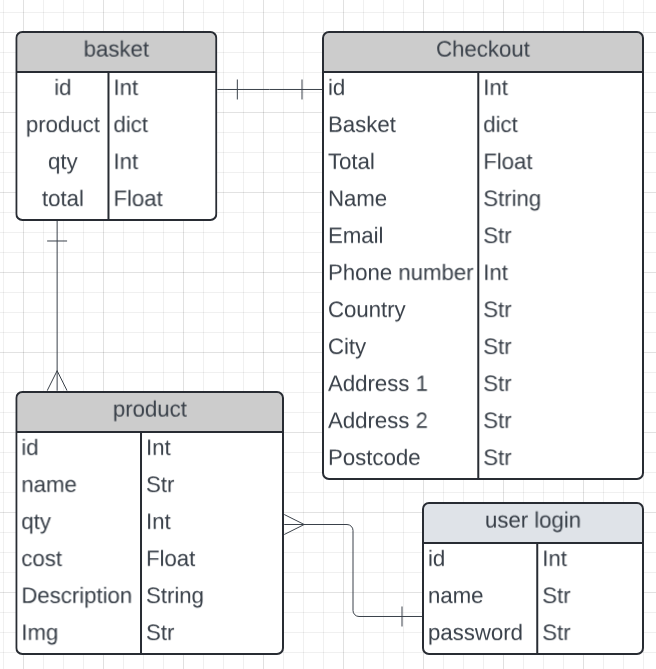 basket
id Int
product dict
qty Int
total Float
Checkout
id Int
Basket dict
Total Float
Name String
Email Str
Phone number Int
Country Str
City Str
Address 1 Str
Address 2 Str
Postcode Str
product
id Int
name Str
qty Int
cost Float
Description String
Img Str
user login
id Int
name Str
password Str